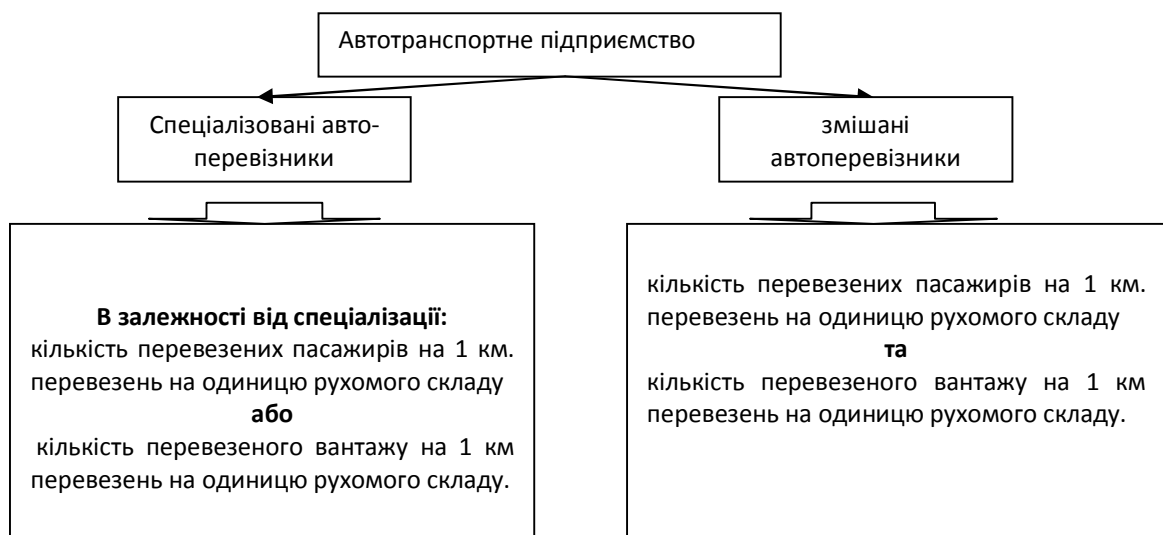 Автотранспортне підприємство
Спеціалізовані авто-
перевізники
змішані
автоперевізники
В залежності від спеціалізації:
кількість перевезених пасажирів на 1 км.
перевезень на одиницю рухомого складу
або
кількість перевезеного вантажу на 1 км
перевезень на одиницю рухомого складу.
кількість перевезених пасажирів на 1 км.
перевезень на одиницю рухомого складу
та
кількість перевезеного вантажу на 1 км
перевезень на одиницю рухомого складу.